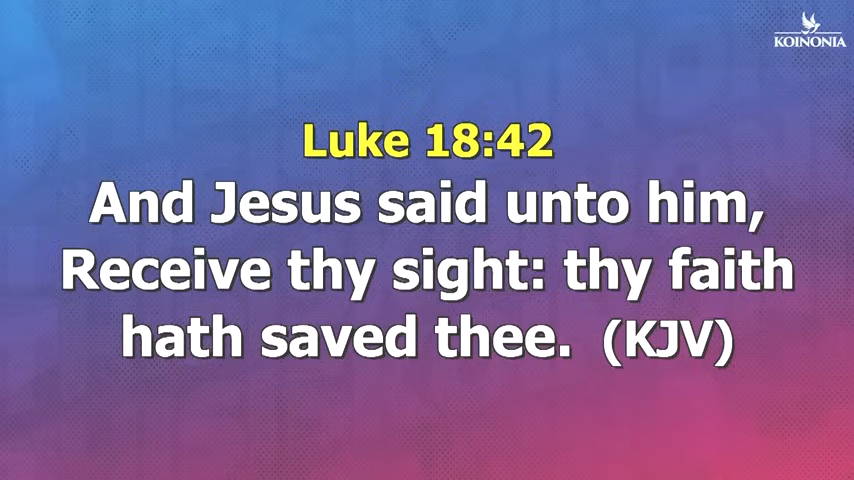 KOINONIA
Luke 18:42
And Jesus said unto him,
Receive thy sight: thy faith
hath saved thee. (KJV)